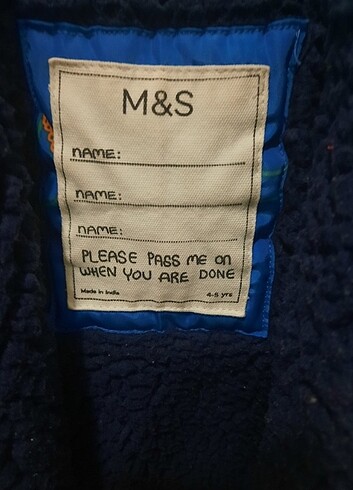 M&S
NAME:
NAME:
NAME:
PLEASE PASS ME ON
WHEN YOU ARE DONE
Made in India 4-5 yrs